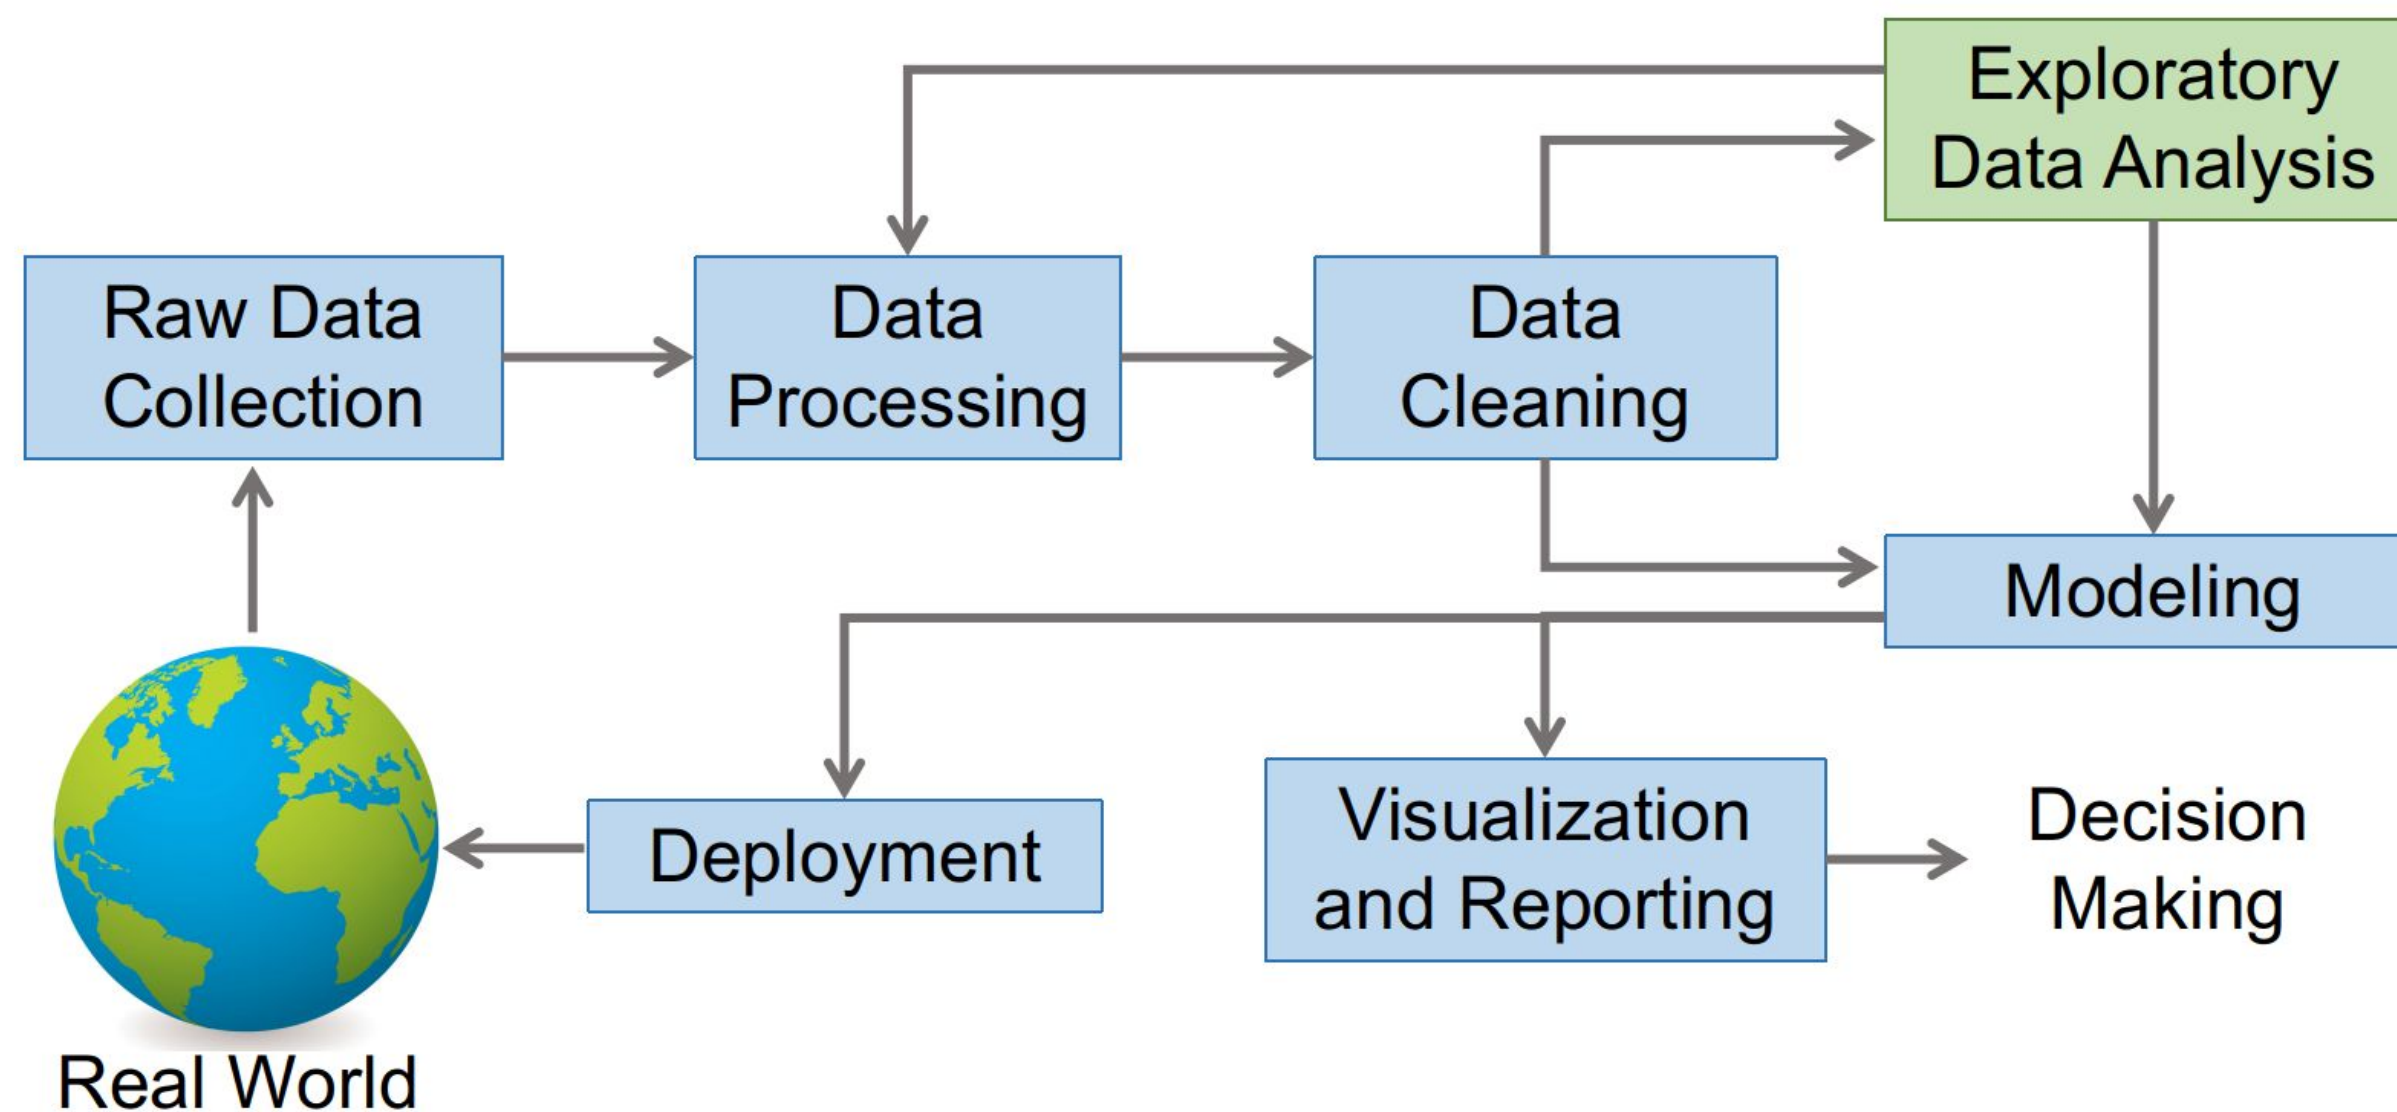 Exploratory
Data Analysis
Raw Data
Collection
Data
Processing
Data
Cleaning
Modeling
Deployment
Visualization
and Reporting
Decision
Making
Real World